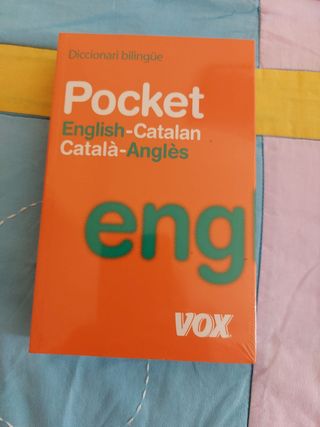 Diccionari bilingüe
Pocket
English-Catalan
Català-Anglès
eng
VOX